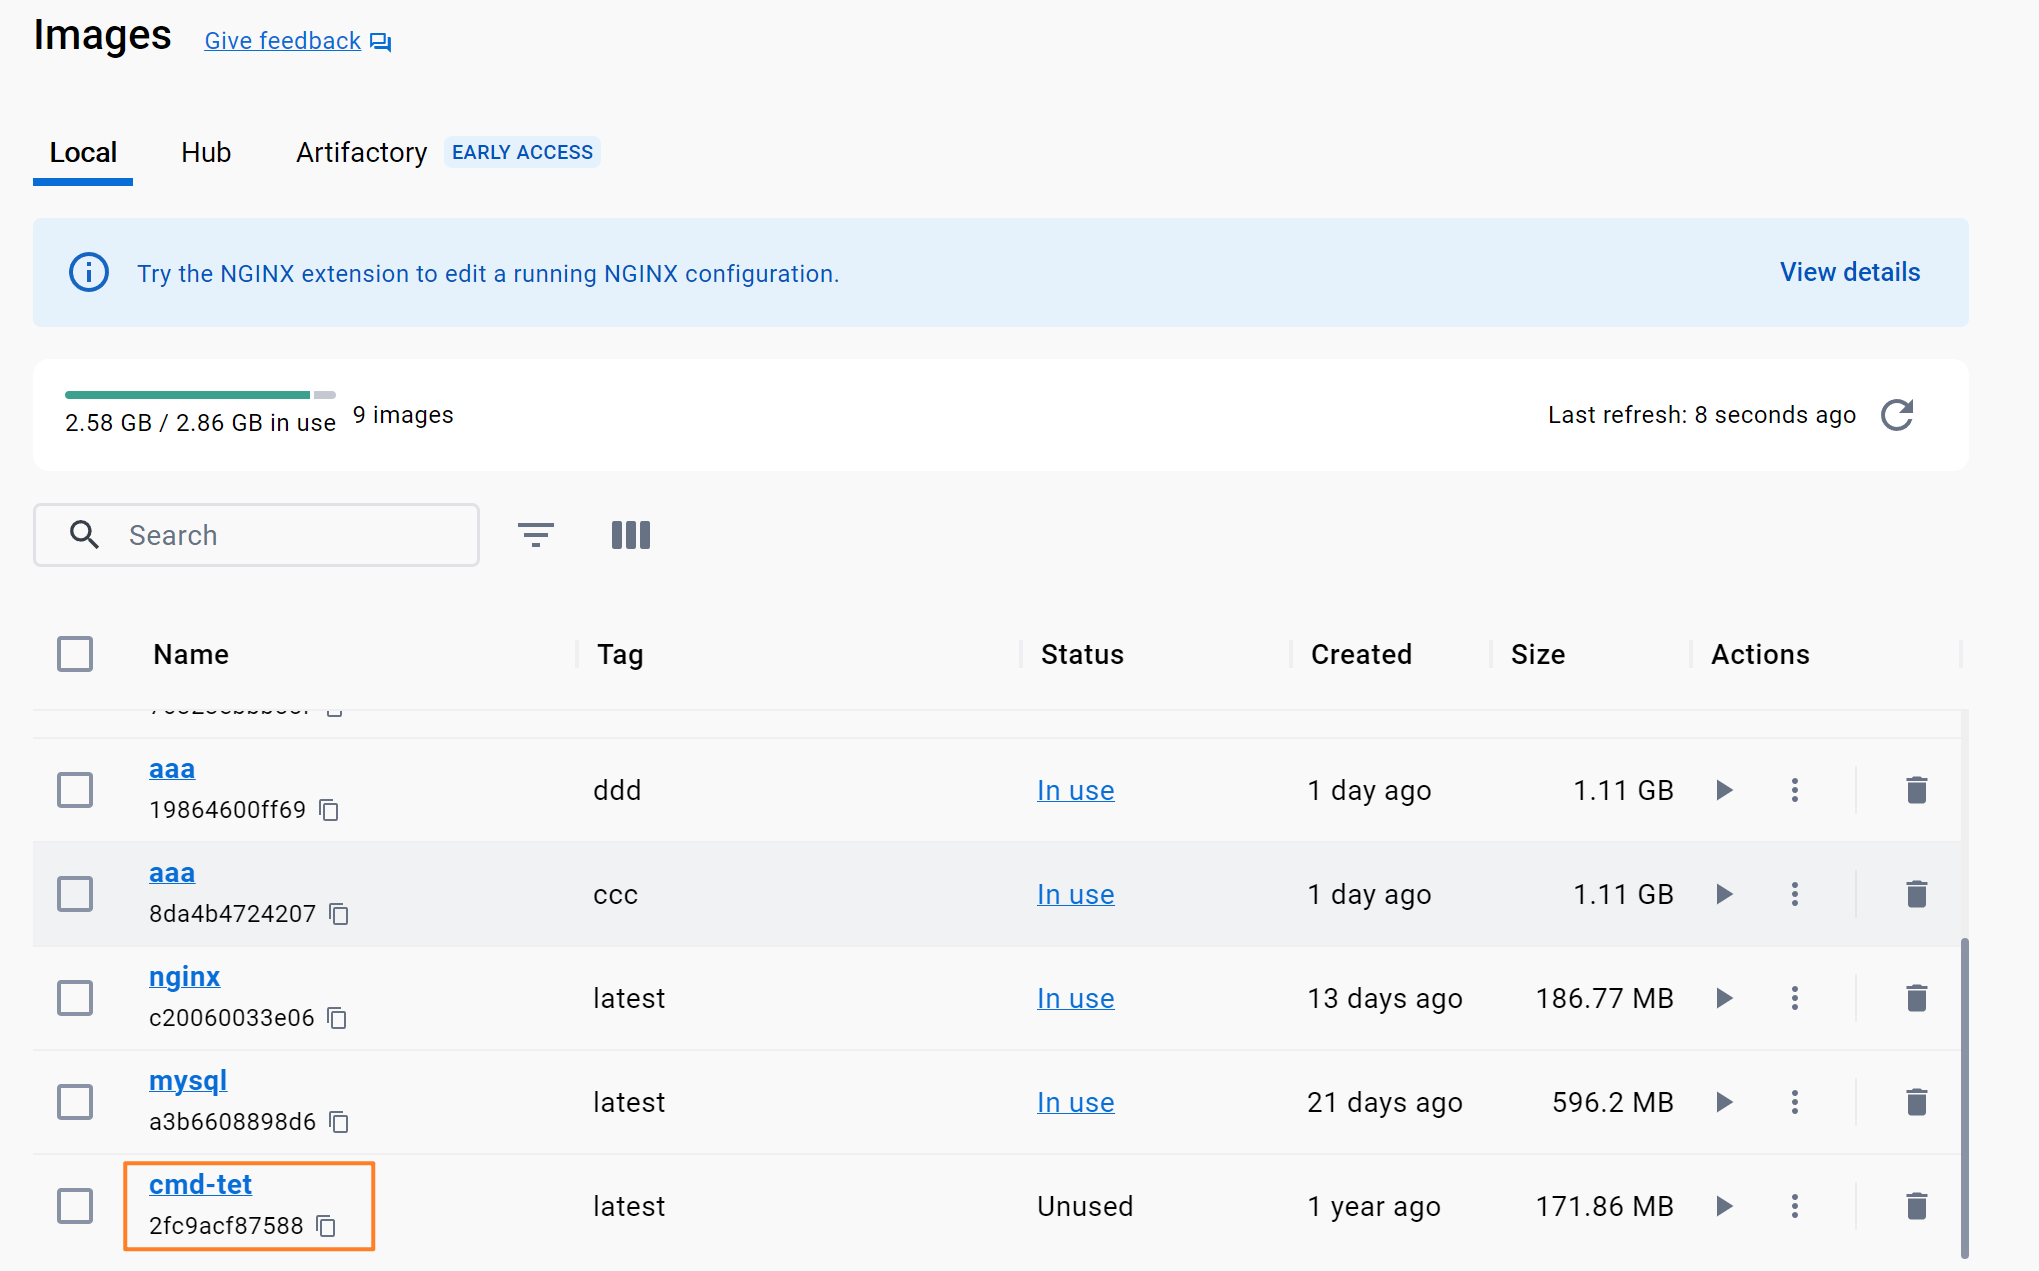 Images Give feedback
Local Hub Artifactory EARLY ACCESS
Try the NGINX extension to edit a running NGINX configuration. View details
2.58 GB / 2.86 GB in use 9 images Last refresh: 8 seconds ago
Search
Name Tag Status Created Size Actions
aaa
19864600ff69 ddd In use 1 day ago 1.11 GB
aaa
8da4b4724207 ccc In use 1 day ago 1.11 GB
nginx
c20060033e06 latest In use 13 days ago 186.77 MB
mysql
a3b6608898d6 latest In use 21 days ago 596.2 MB
cmd-tet
2fc9acf87588 latest Unused 1 year ago 171.86 MB